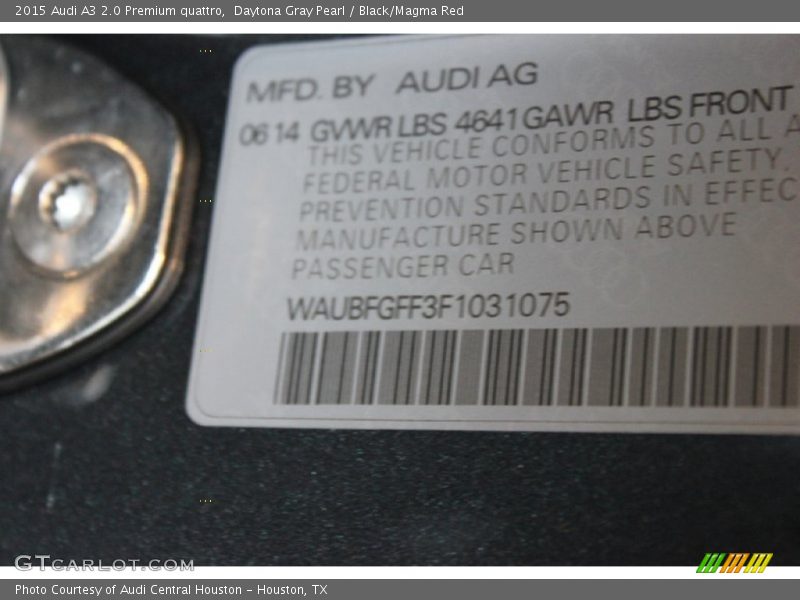 2015 Audi A3 2.0 Premium quattro,  Daytona Gray Pearl / Black/Magma Red
MFD. BY AUDI AG
06 14 GVWR LBS 4641 GAWR LBS FRONT
THIS VEHICLE CONFORMS TO ALL A
FEDERAL MOTOR VEHICLE SAFETY,
PREVENTION STANDARDS IN EFFEC
MANUFACTURE SHOWN ABOVE
PASSENGER CAR
WAUBFGFF3F1031075
GTCARLOT.COM
Photo Courtesy of Audi Central Houston - Houston, TX